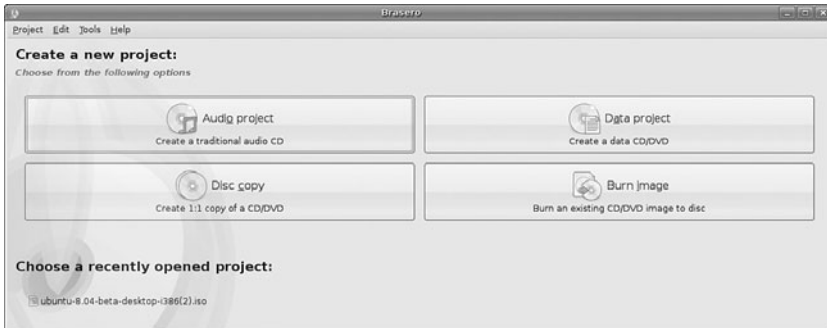 Brasero
Project Edit Tools Help
Create a new project:
Choose from the following options
Audio project
Create a traditional audio CD
Data project
Create a data CD/DVD
Disc copy
Create 1:1 copy of a CD/DVD
Burn image
Burn an existing CD/DVD image to disc
Choose a recently opened project:
ubuntu-8.04-beta-desktop-i386(2).iso